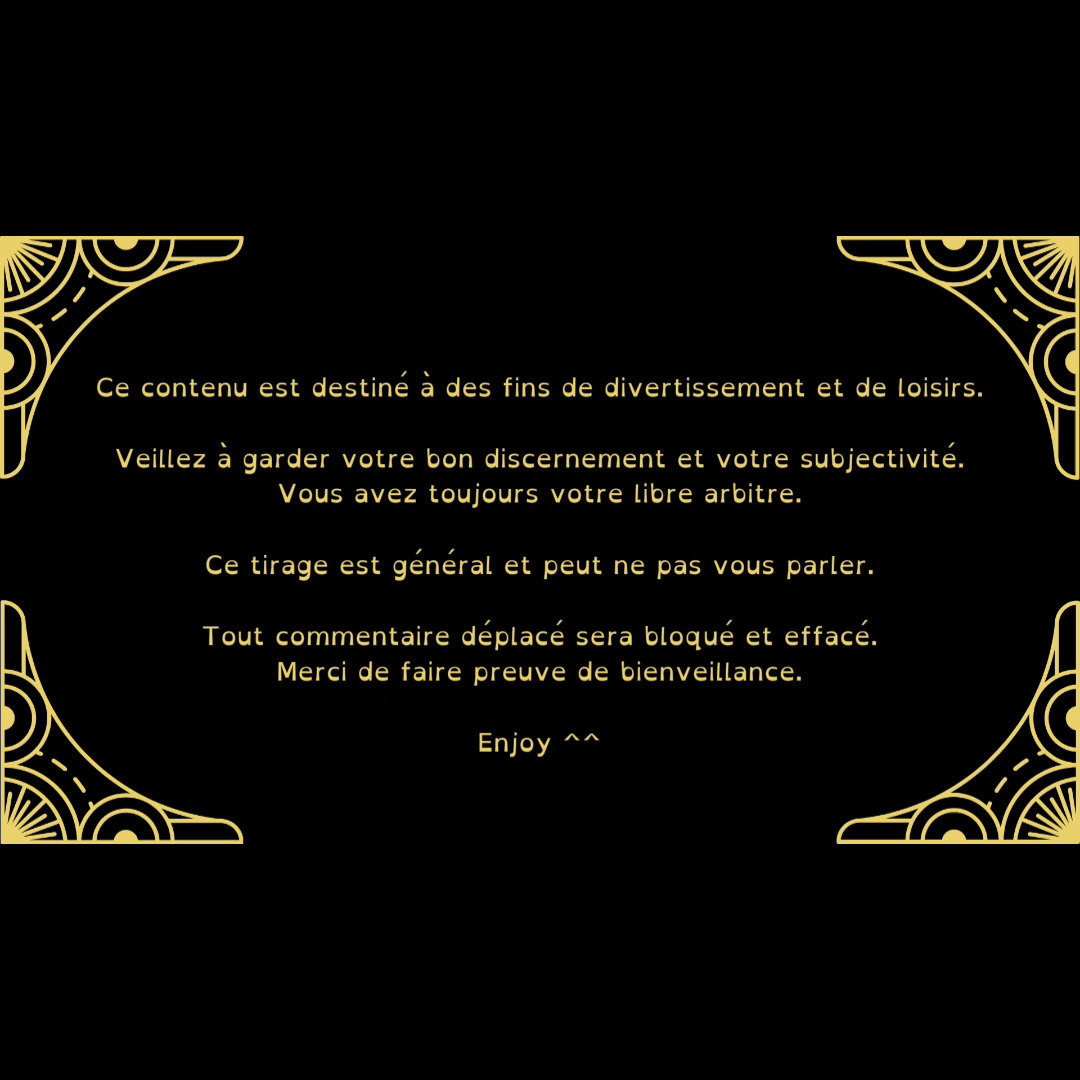 Ce contenu est destiné à des fins de divertissement et de loisirs.
Veillez à garder votre bon discernement et votre subjectivité.
Vous avez toujours votre libre arbitre.
Ce tirage est général et peut ne pas vous parler.
Tout commentaire déplacé sera bloqué et effacé.
Merci de faire preuve de bienveillance.
Enjoy ^^